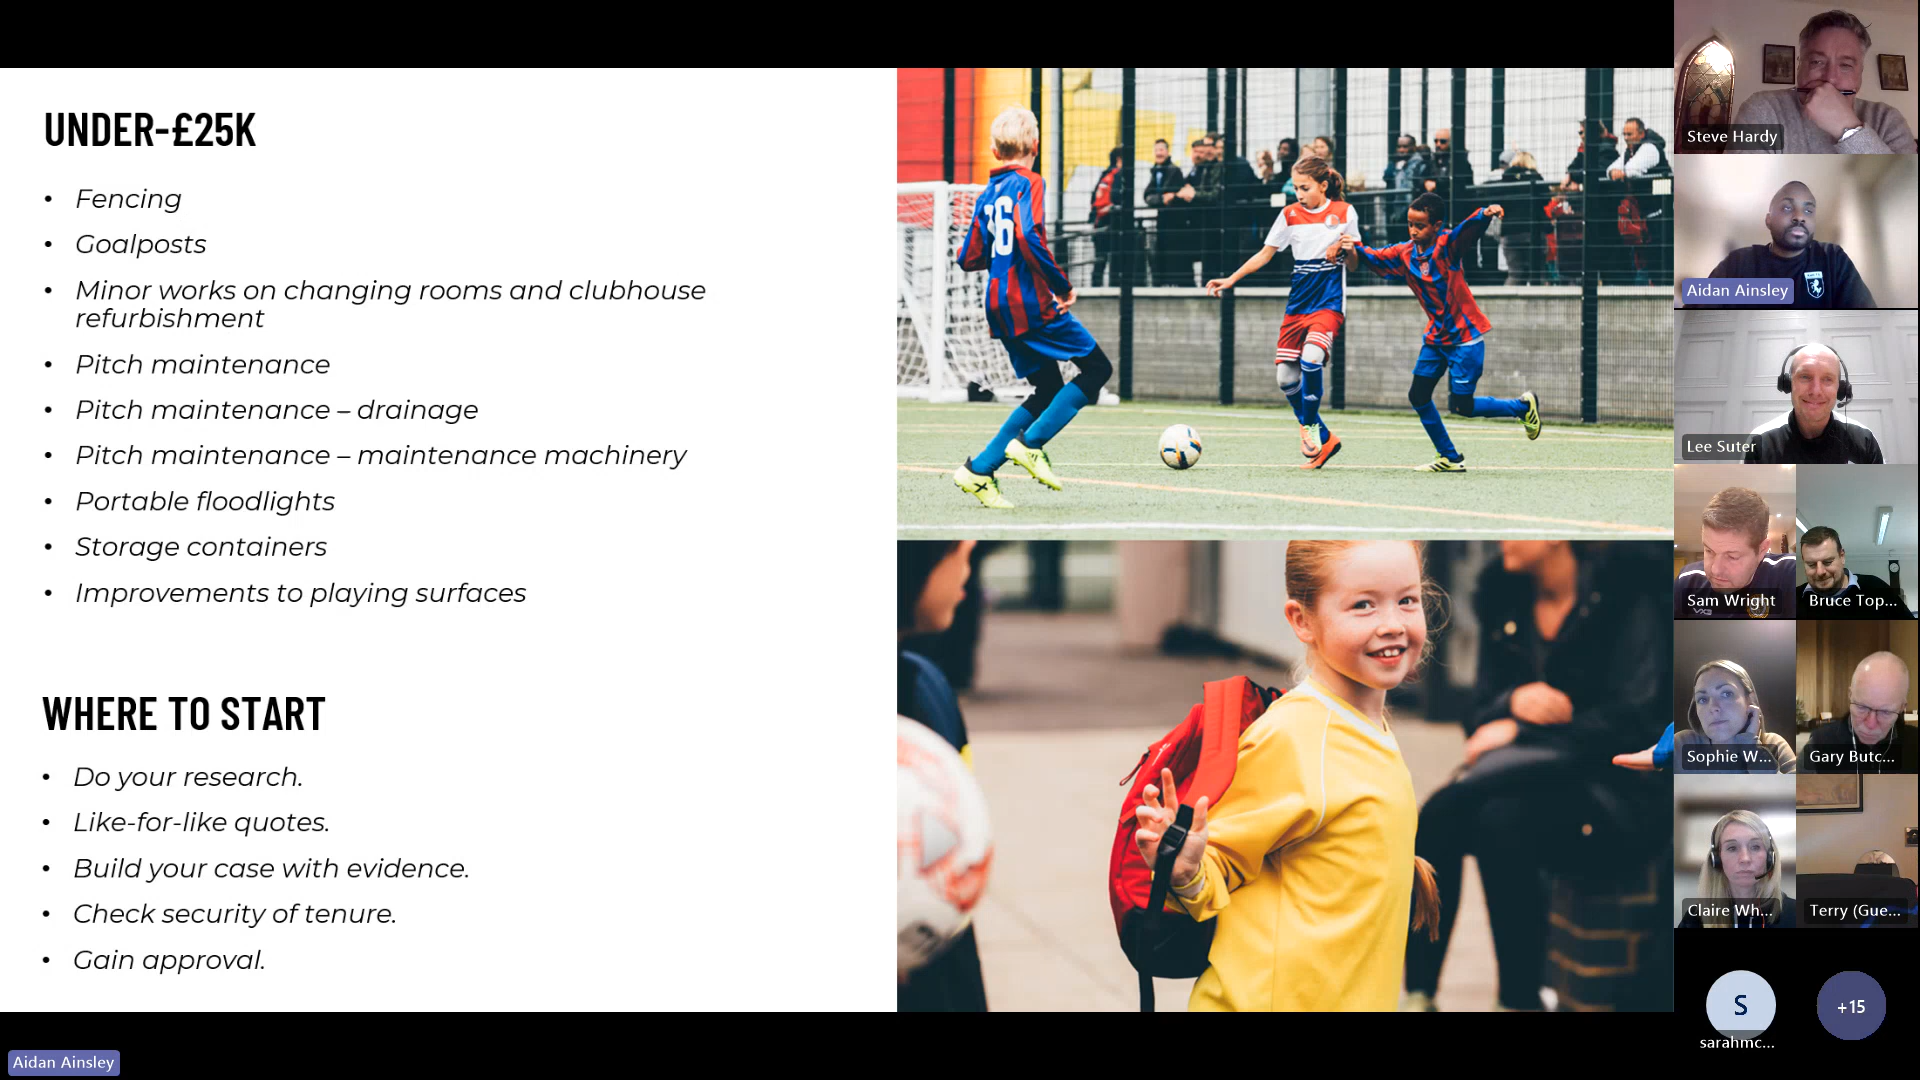 UNDER-£25K
• Fencing
• Goalposts
• Minor works on changing rooms and clubhouse
refurbishment
• Pitch maintenance
• Pitch maintenance – drainage
• Pitch maintenance – maintenance machinery
• Portable floodlights
• Storage containers
• Improvements to playing surfaces
WHERE TO START
• Do your research.
• Like-for-like quotes.
• Build your case with evidence.
• Check security of tenure.
• Gain approval.
16
Steve Hardy
Aidan Ainsley
Lee Suter
Sam Wright
Bruce Top...
Sophie W...
Gary Butc...
Claire Wh...
Terry (Gue...
S
sarahmc...
+15
Aidan Ainsley